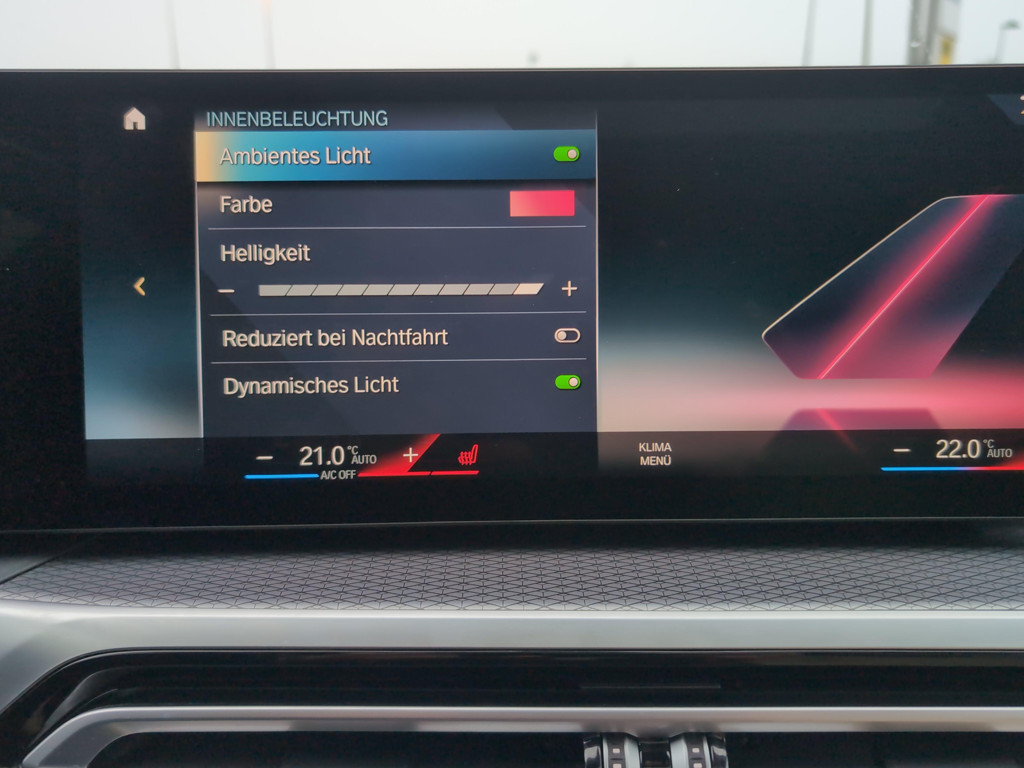 INNENBELEUCHTUNG
Ambientes Licht
Farbe
Helligkeit
− +
Reduziert bei Nachtfahrt
Dynamisches Licht
− 21.0 °C AUTO +
A/C OFF
KLIMA
MENÜ
− 22.0 °C AUTO